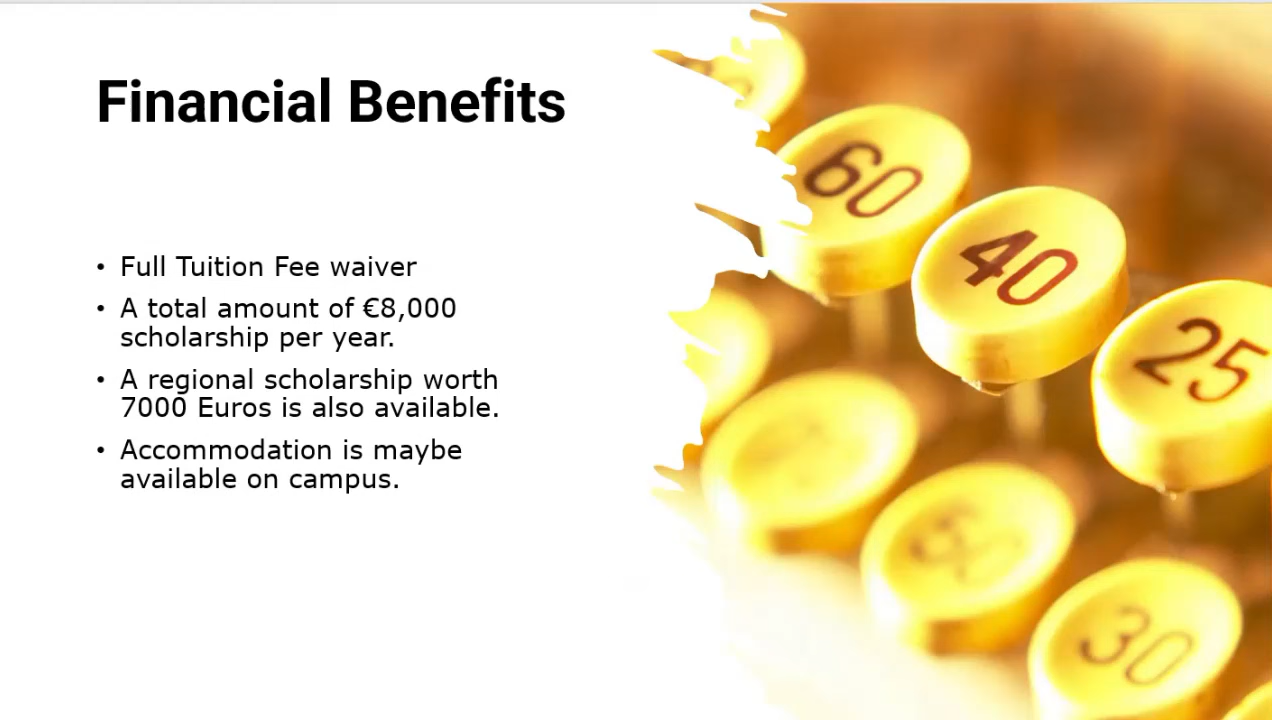 Financial Benefits
• Full Tuition Fee waiver
• A total amount of €8,000
scholarship per year.
• A regional scholarship worth
7000 Euros is also available.
• Accommodation is maybe
available on campus.
60
40
25
30